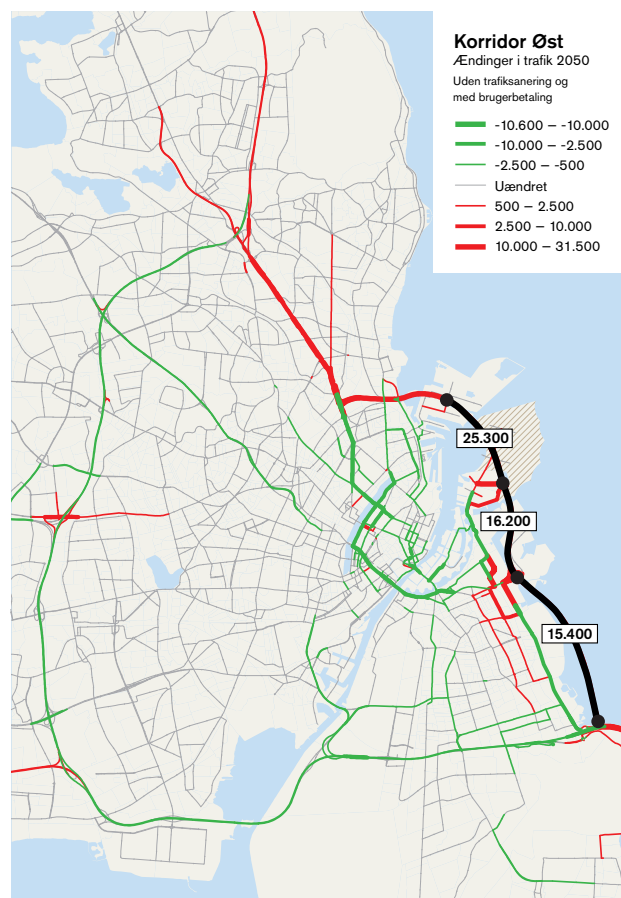 Korridor Øst
Ændinger i trafik 2050
Uden trafiksanering og
med brugerbetaling
-10.600 – -10.000
-10.000 – -2.500
-2.500 – -500
Uændret
500 – 2.500
2.500 – 10.000
10.000 – 31.500
25.300
16.200
15.400